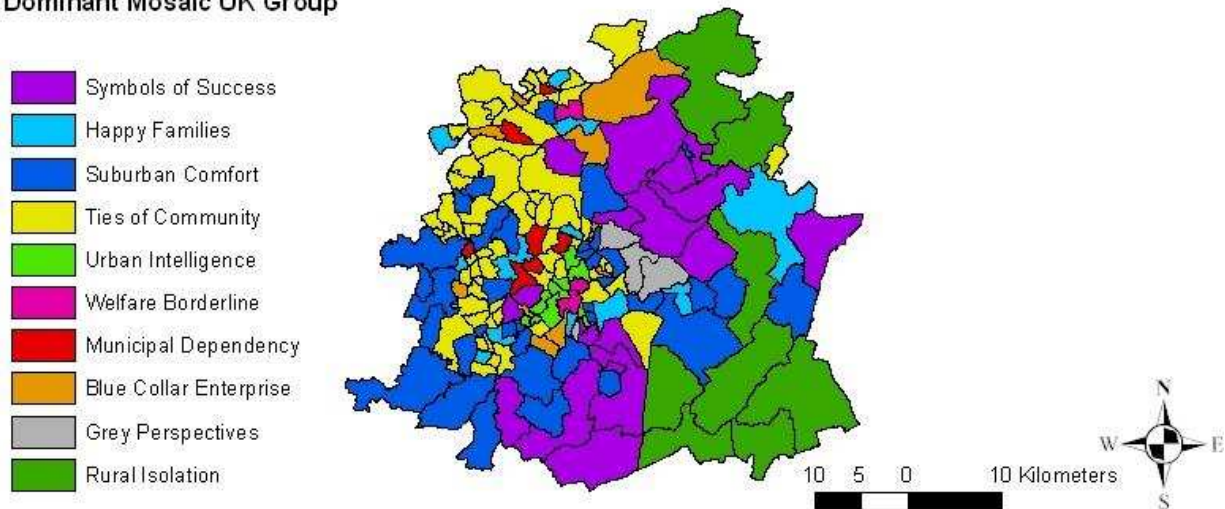 Dominant Mosaic UK Group
Symbols of Success
Happy Families
Suburban Comfort
Ties of Community
Urban Intelligence
Welfare Borderline
Municipal Dependency
Blue Collar Enterprise
Grey Perspectives
Rural Isolation
N
W E
S
10 5 0 10 Kilometers